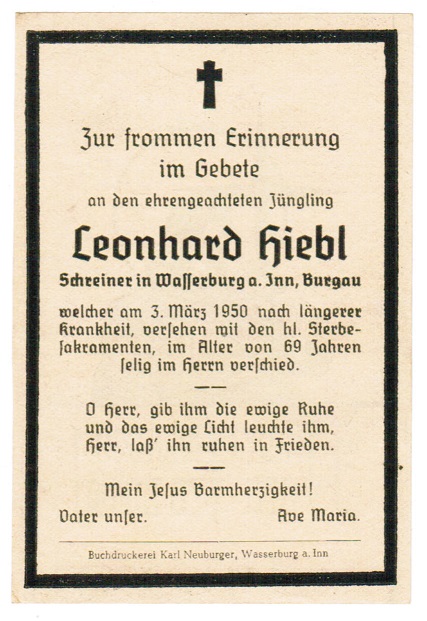 Zur frommen Erinnerung
im Gebete
an den ehrengeachteten Jüngling
Leonhard Hiebl
Schreiner in Wasserburg a. Inn, Burgau
welcher am 3. März 1950 nach längerer
Krankheit, versehen mit den hl. Sterbe-
sakramenten, im Alter von 69 Jahren
selig im Herrn verschied.
O Herr, gib ihm die ewige Ruhe
und das ewige Licht leuchte ihm,
Herr, laß' ihn ruhen in Frieden.
Mein Jesus Barmherzigkeit!
Vater unser. Ave Maria.
Buchdruckerei Karl Neuburger, Wasserburg a. Inn